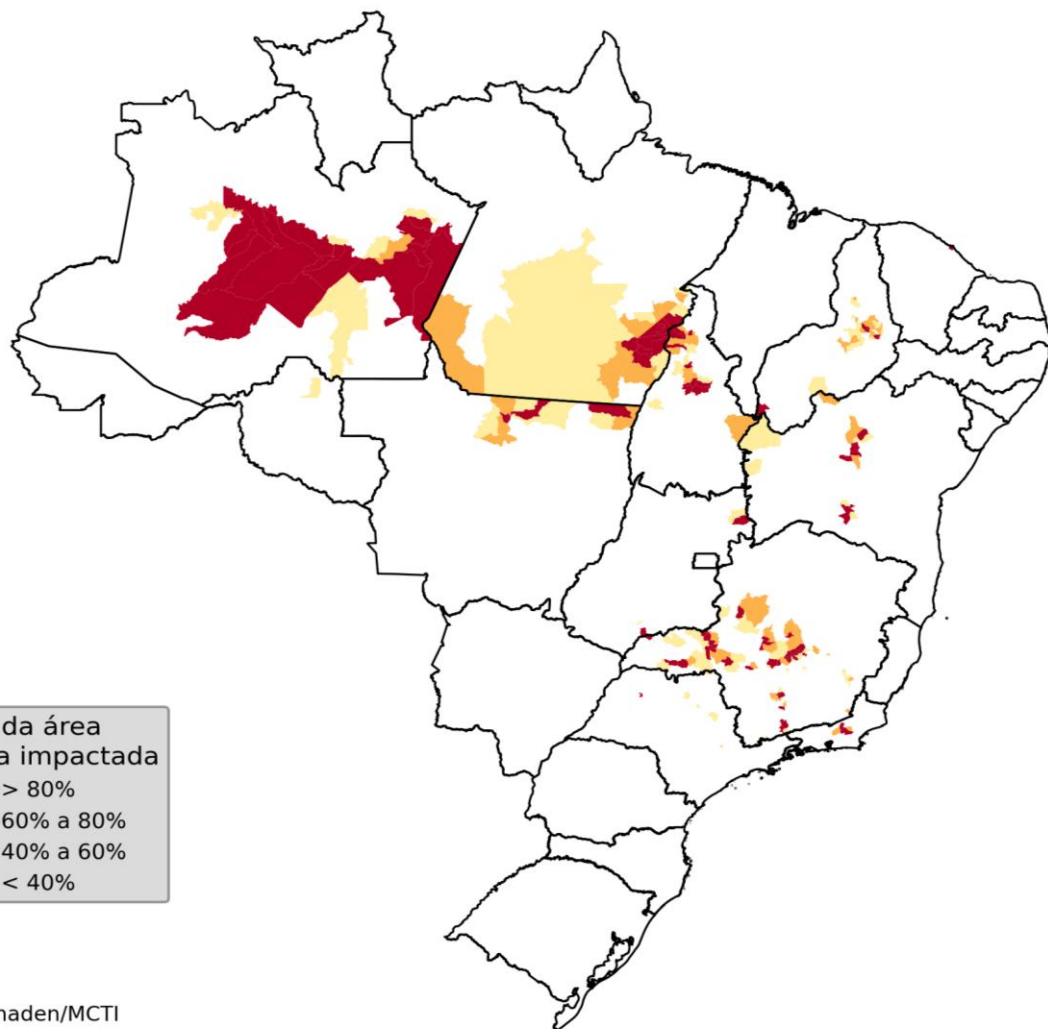 da área
a impactada
> 80%
60% a 80%
40% a 60%
< 40%
naden/MCTI